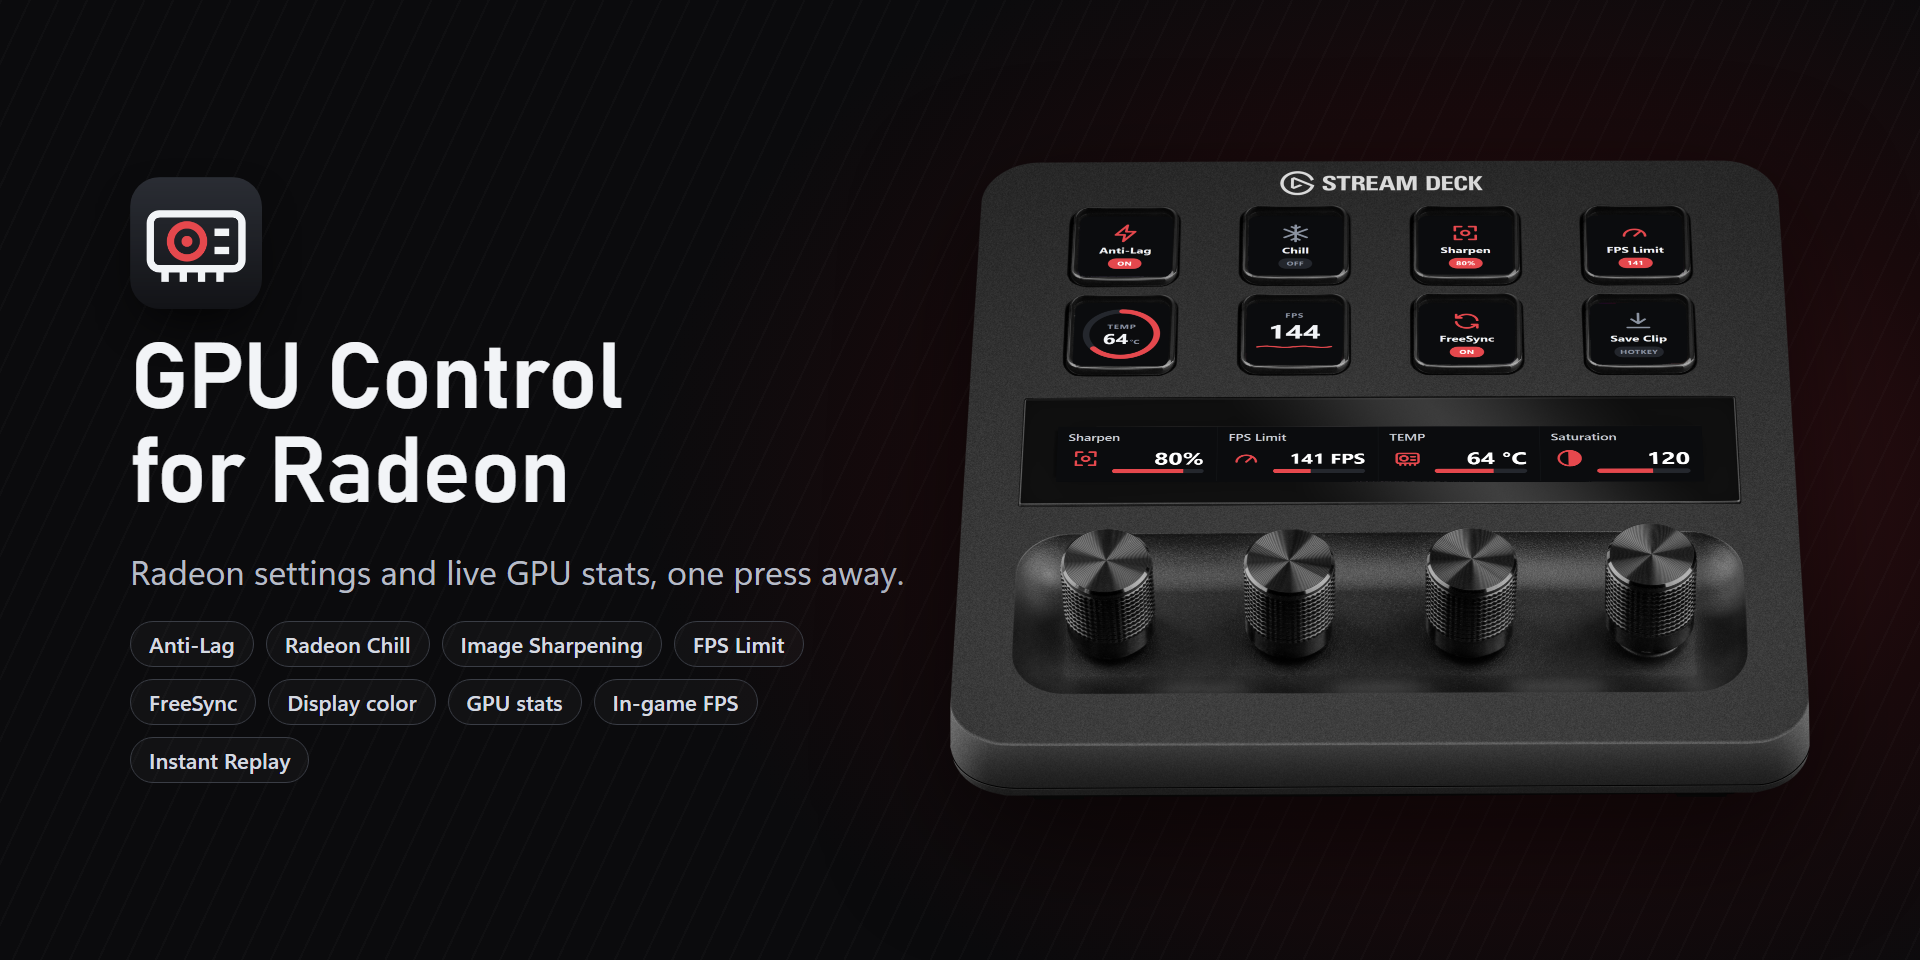 GPU Control
for Radeon
Radeon settings and live GPU stats, one press away.
Anti-Lag
Radeon Chill
Image Sharpening
FPS Limit
FreeSync
Display color
GPU stats
In-game FPS
Instant Replay
STREAM DECK
Anti-Lag
ON
Chill
OFF
Sharpen
80%
FPS Limit
141
TEMP
64°C
FPS
144
FreeSync
ON
Save Clip
HOTKEY
Sharpen
80%
FPS Limit
141 FPS
TEMP
64 °C
Saturation
120